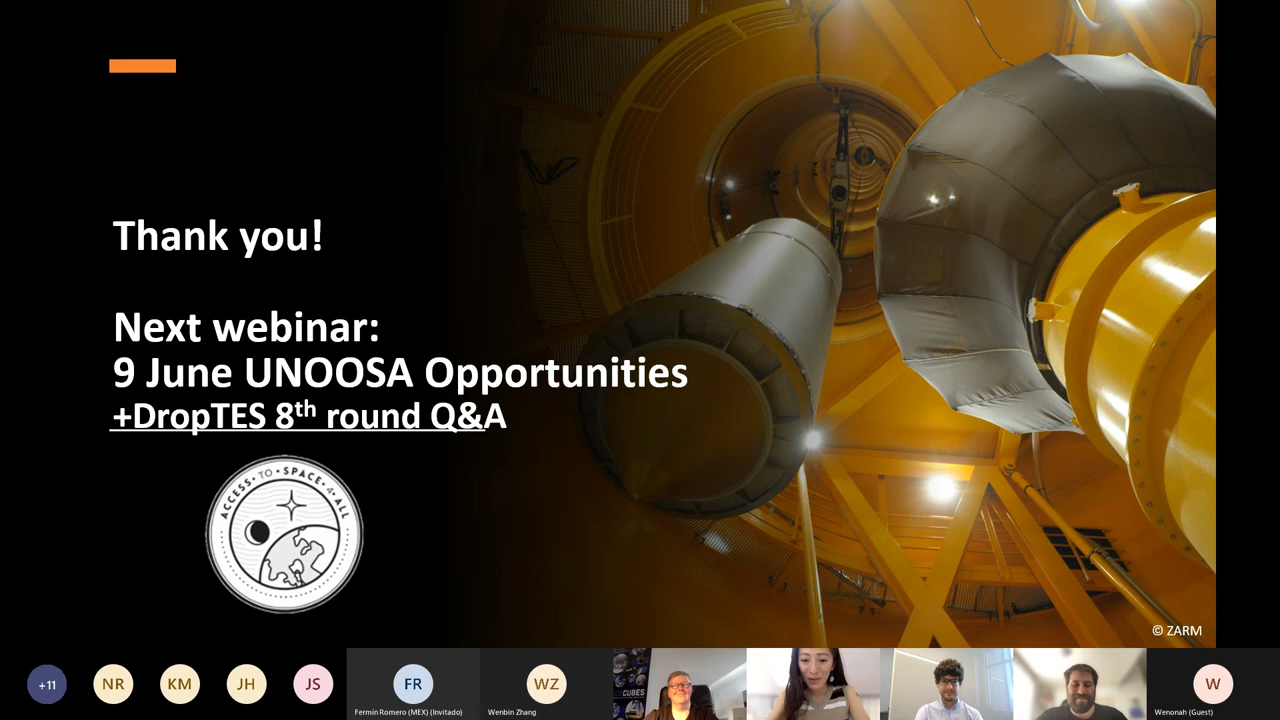 Thank you!
Next webinar:
9 June UNOOSA Opportunities
+DropTES 8th round Q&A
ACCESS • TO • SPACE • 4 • ALL
© ZARM
+11
NR
KM
JH
JS
FR
Fermín Romero (MEX) (Invitado)
WZ
Wenbin Zhang
CUBES
W
Wenonah (Guest)